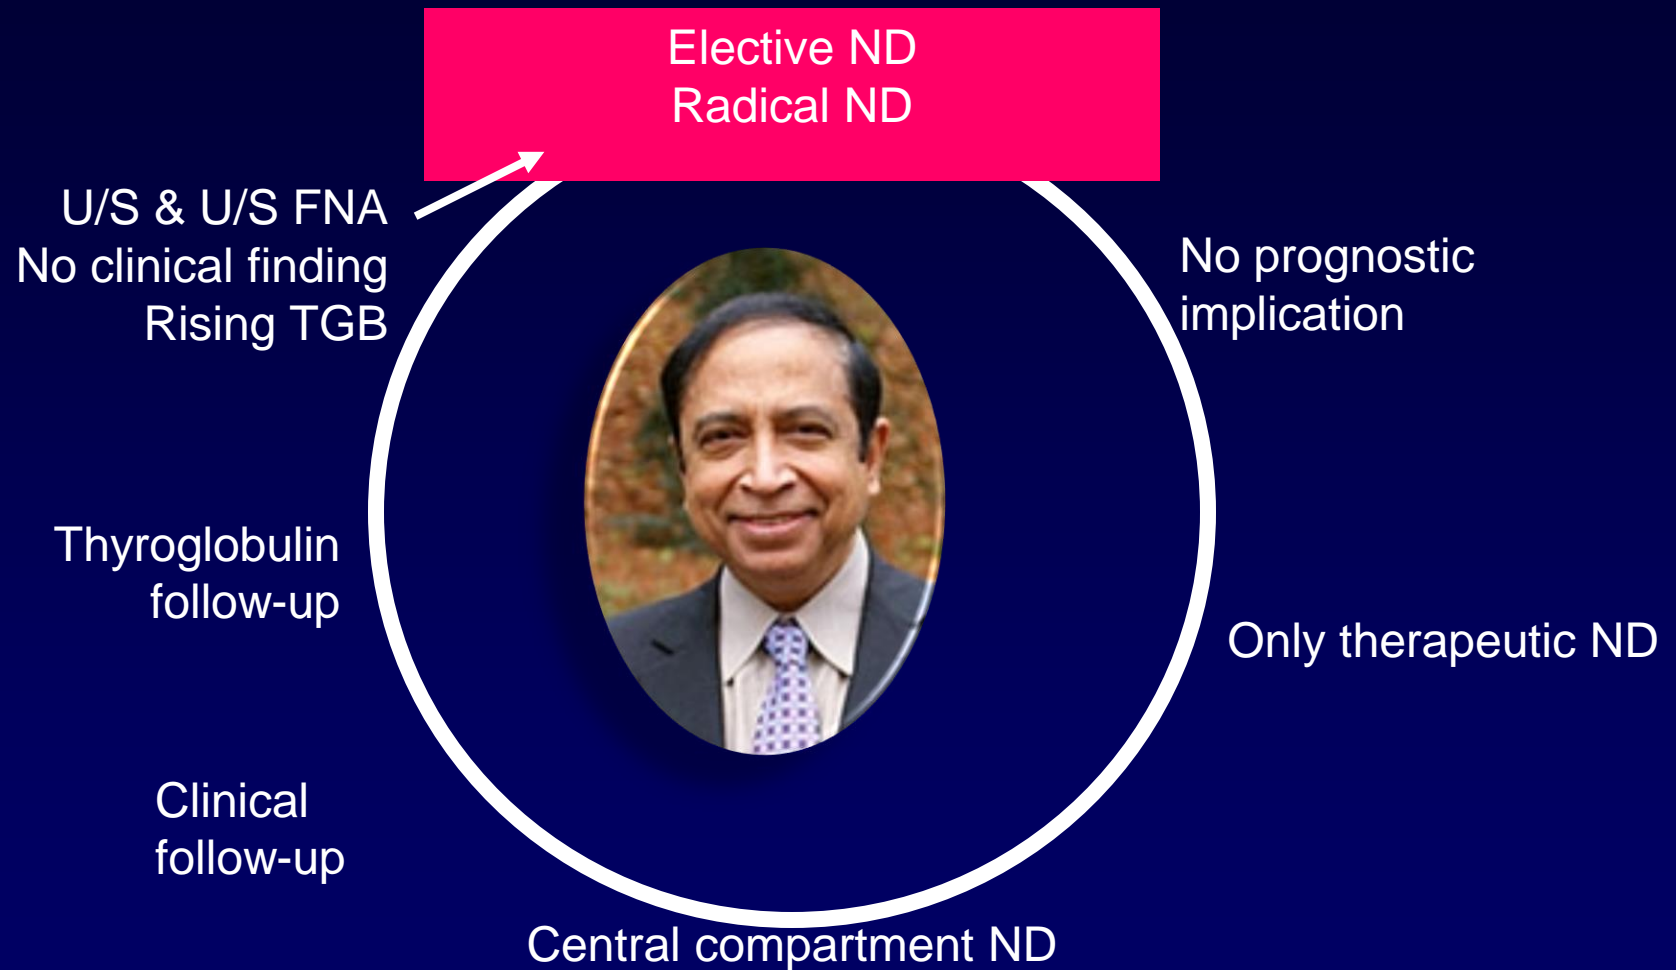 Elective ND
Radical ND
No prognostic
implication
Only therapeutic ND
Central compartment ND
Clinical
follow-up
Thyroglobulin
follow-up
U/S & U/S FNA
No clinical finding
Rising TGB